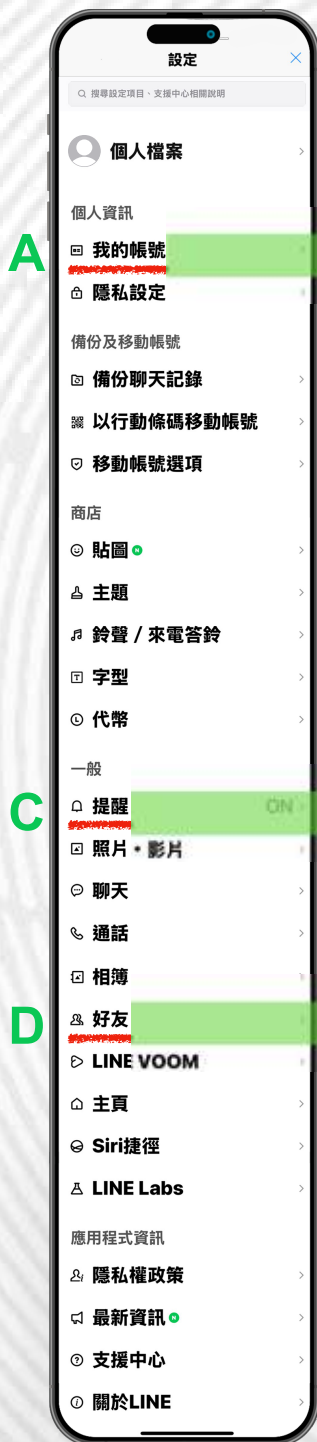 設定
搜尋設定項目、支援中心相關說明
個人檔案
個人資訊
A 我的帳號
隱私設定
備份及移動帳號
備份聊天記錄
以行動條碼移動帳號
移動帳號選項
商店
貼圖 N
主題
鈴聲 / 來電答鈴
字型
代幣
一般
C 提醒 ON
照片・影片
聊天
通話
相簿
D 好友
LINE VOOM
主頁
Siri捷徑
LINE Labs
應用程式資訊
隱私權政策
最新資訊 N
支援中心
關於LINE